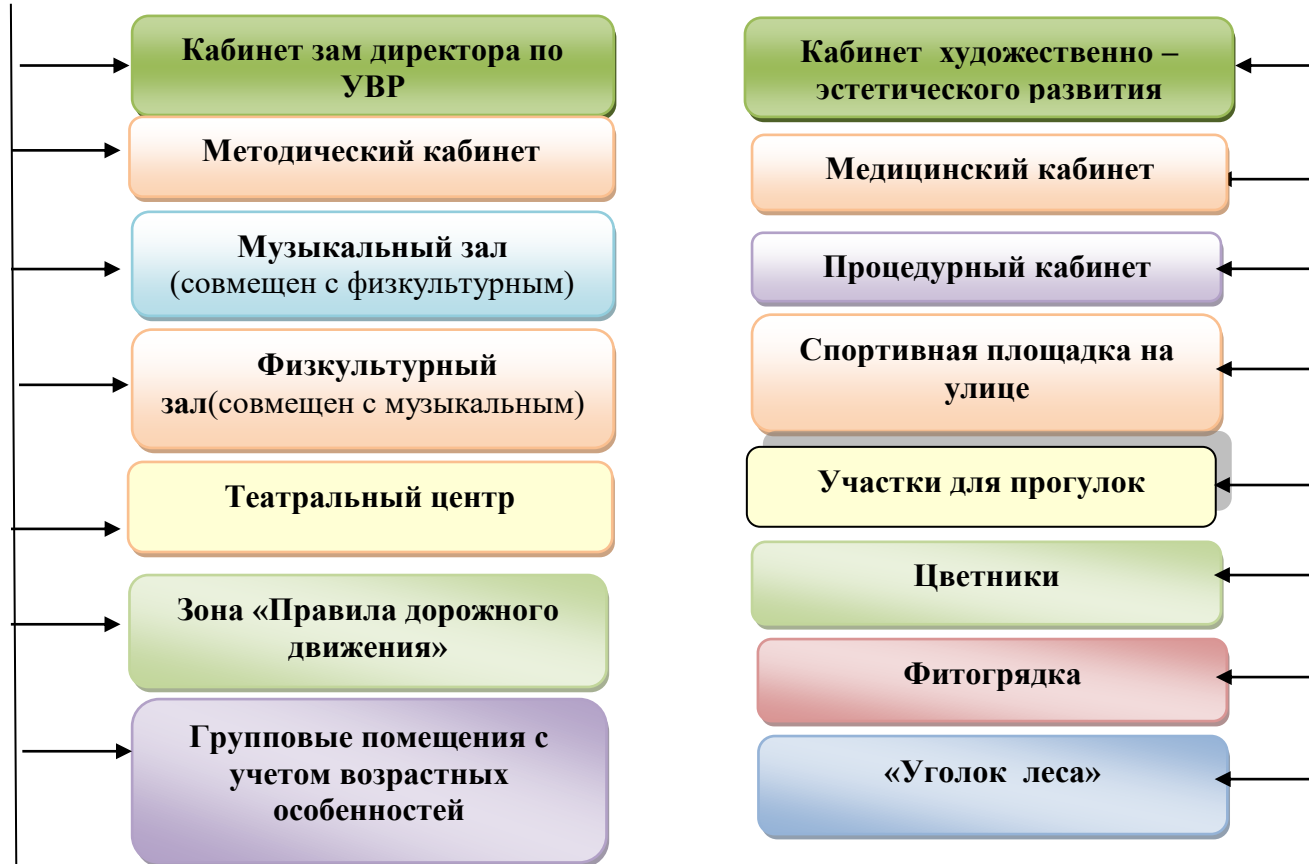 Кабинет зам директора по
УВР
Методический кабинет
Музыкальный зал
(совмещен с физкультурным)
Физкультурный
зал(совмещен с музыкальным)
Театральный центр
Зона «Правила дорожного
движения»
Групповые помещения с
учетом возрастных
особенностей
Кабинет художественно –
эстетического развития
Медицинский кабинет
Процедурный кабинет
Спортивная площадка на
улице
Участки для прогулок
Цветники
Фитогрядка
«Уголок леса»